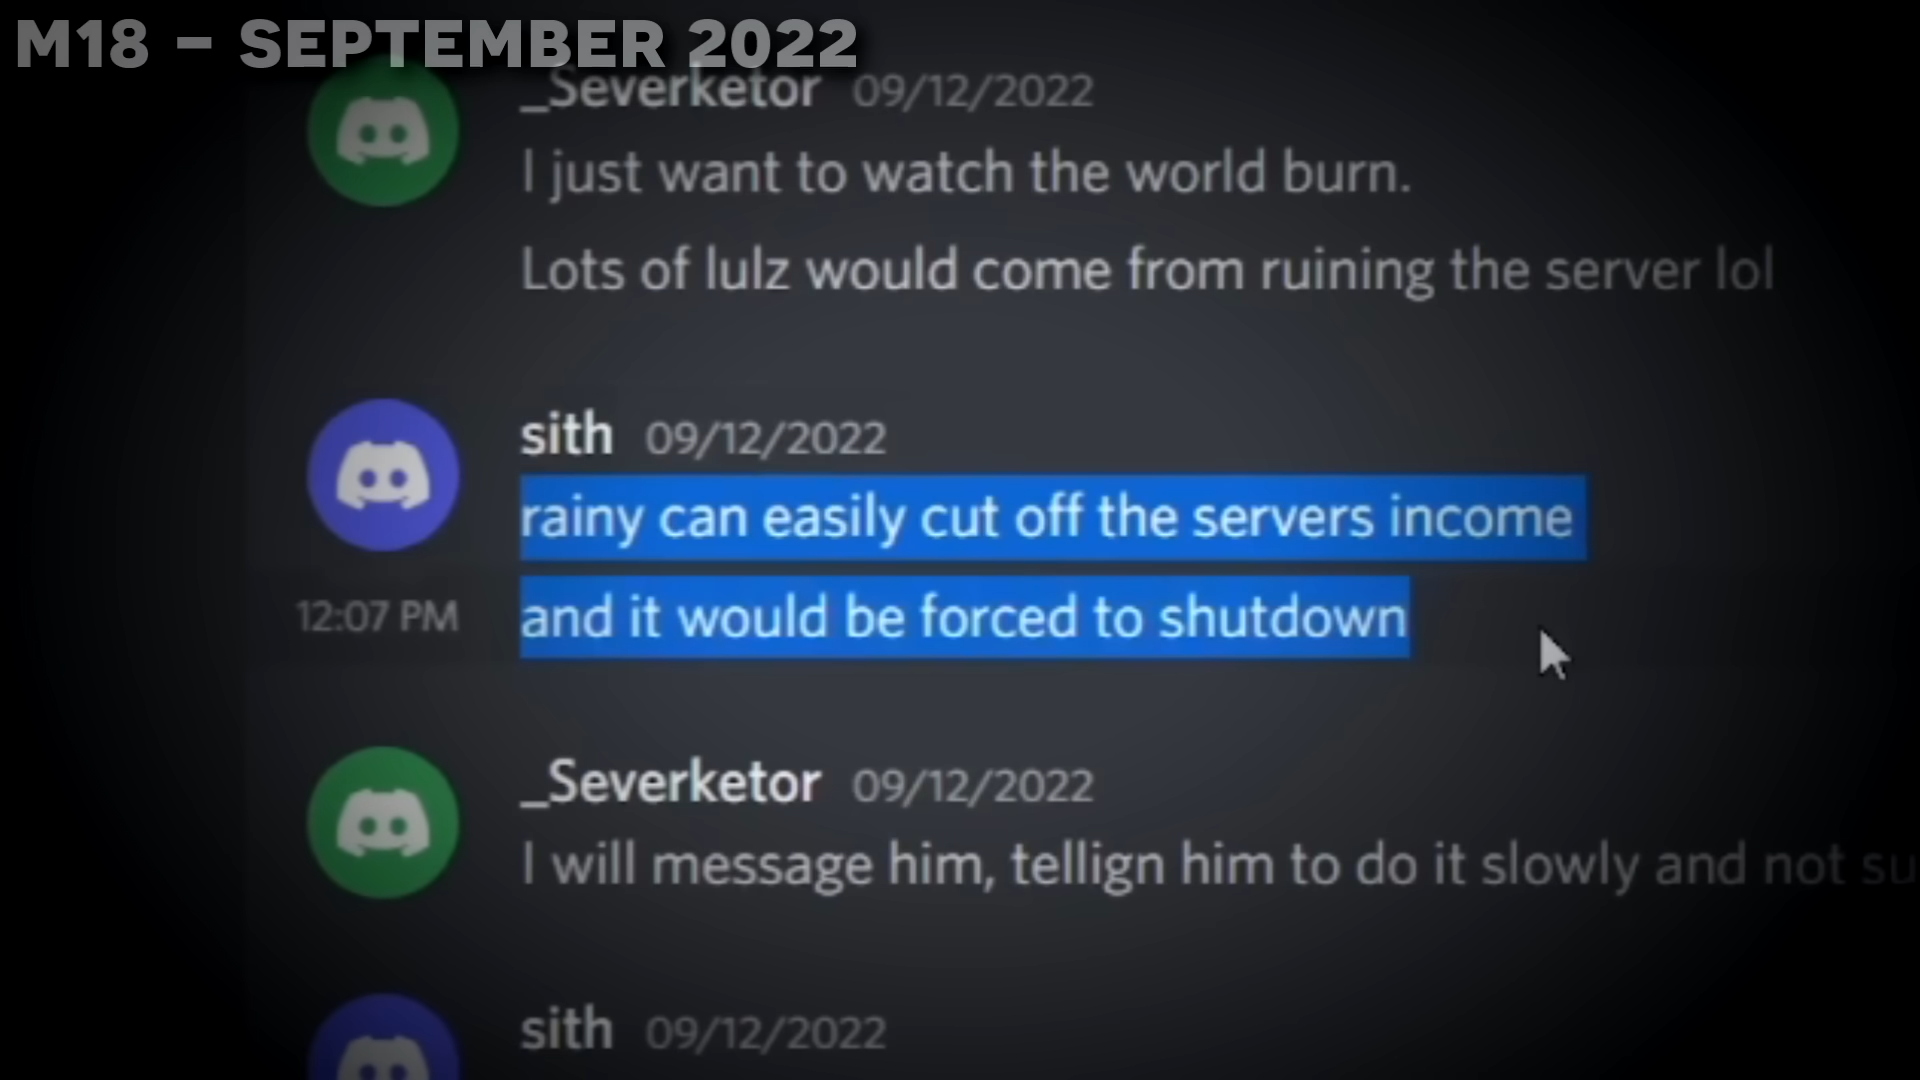 M18 – SEPTEMBER 2022
_Severketor 09/12/2022
I just want to watch the world burn.
Lots of lulz would come from ruining the server lol
sith 09/12/2022
rainy can easily cut off the servers income
12:07 PM and it would be forced to shutdown
_Severketor 09/12/2022
I will message him, tellign him to do it slowly and not su
sith 09/12/2022